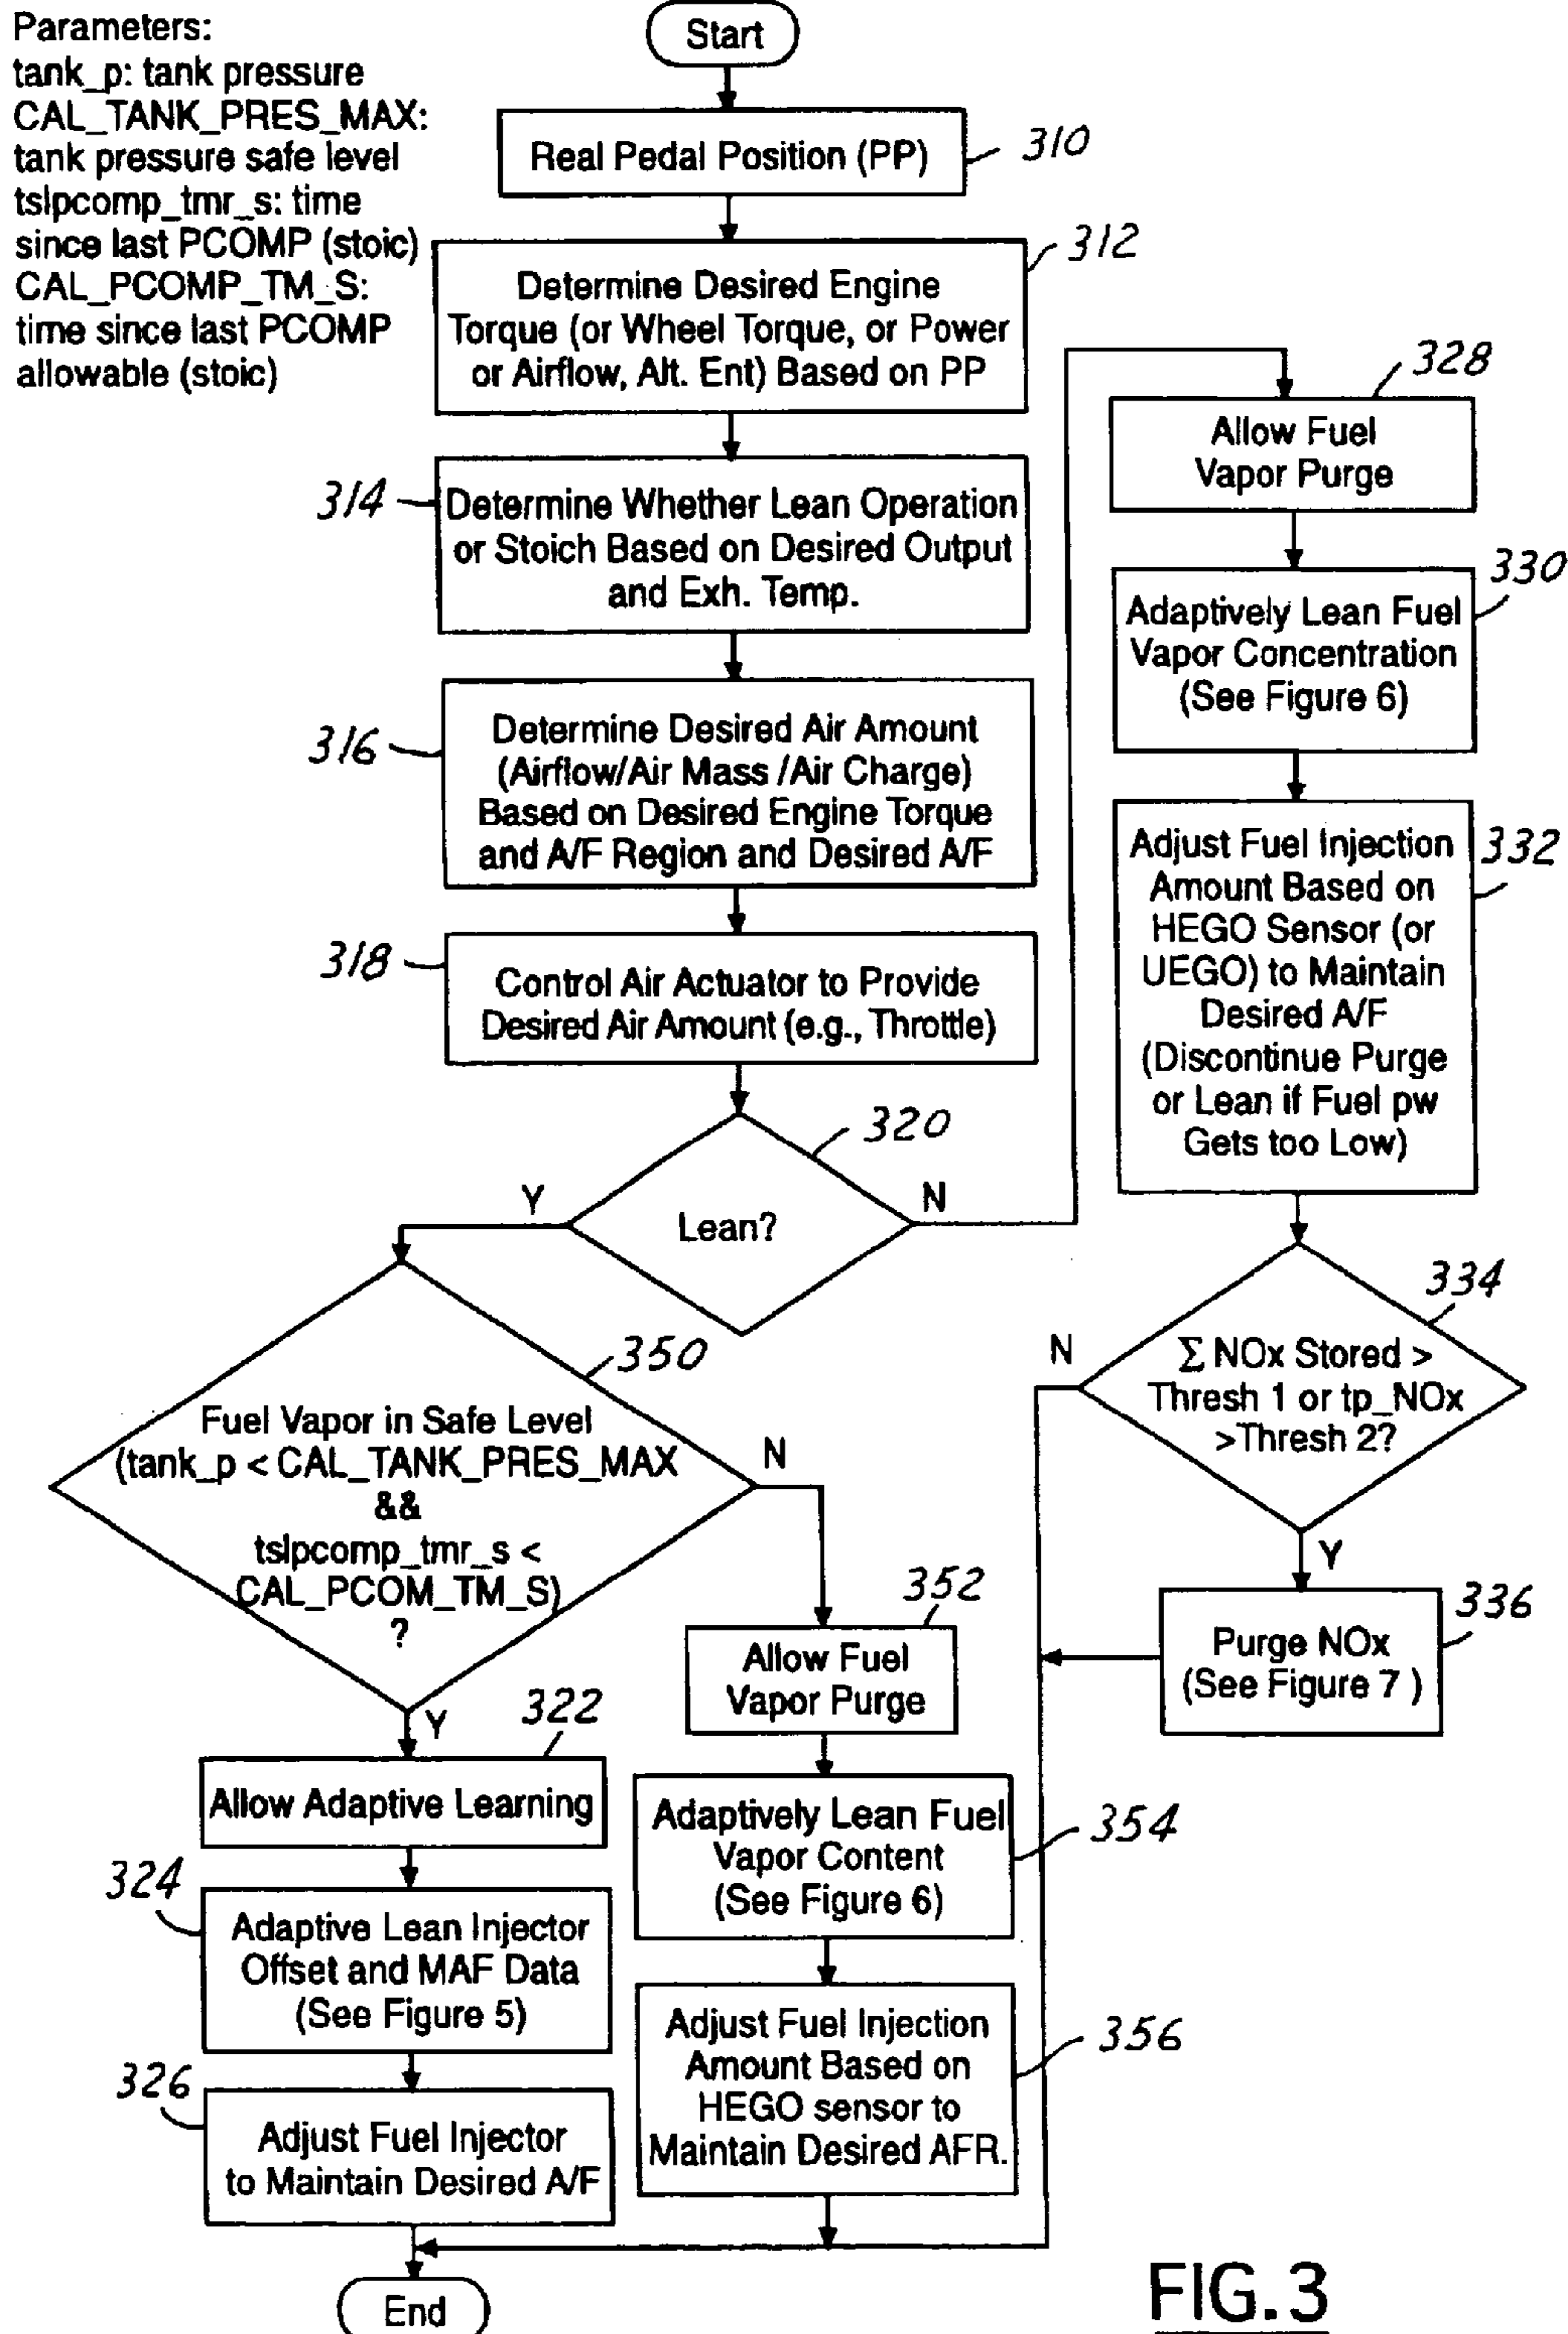 Parameters:
tank_p: tank pressure
CAL_TANK_PRES_MAX:
tank pressure safe level
tslpcomp_tmr_s: time
since last PCOMP (stoic)
CAL_PCOMP_TM_S:
time since last PCOMP
allowable (stoic)
Start
Real Pedal Position (PP)
310
Determine Desired Engine
Torque (or Wheel Torque, or Power
or Airflow, Alt. Ent) Based on PP
312
314
Determine Whether Lean Operation
or Stoich Based on Desired Output
and Exh. Temp.
316
Determine Desired Air Amount
(Airflow/Air Mass /Air Charge)
Based on Desired Engine Torque
and A/F Region and Desired A/F
318
Control Air Actuator to Provide
Desired Air Amount (e.g., Throttle)
320
Lean?
Y
N
328
Allow Fuel
Vapor Purge
330
Adaptively Lean Fuel
Vapor Concentration
(See Figure 6)
332
Adjust Fuel Injection
Amount Based on
HEGO Sensor (or
UEGO) to Maintain
Desired A/F
(Discontinue Purge
or Lean if Fuel pw
Gets too Low)
334
Σ NOx Stored >
Thresh 1 or tp_NOx
>Thresh 2?
N
Y
336
Purge NOx
(See Figure 7 )
350
Fuel Vapor in Safe Level
(tank_p < CAL_TANK_PRES_MAX
&&
tslpcomp_tmr_s <
CAL_PCOM_TM_S)
?
N
Y
352
Allow Fuel
Vapor Purge
354
Adaptively Lean Fuel
Vapor Content
(See Figure 6)
356
Adjust Fuel Injection
Amount Based on
HEGO sensor to
Maintain Desired AFR.
322
Allow Adaptive Learning
324
Adaptive Lean Injector
Offset and MAF Data
(See Figure 5)
326
Adjust Fuel Injector
to Maintain Desired A/F
End
FIG.3